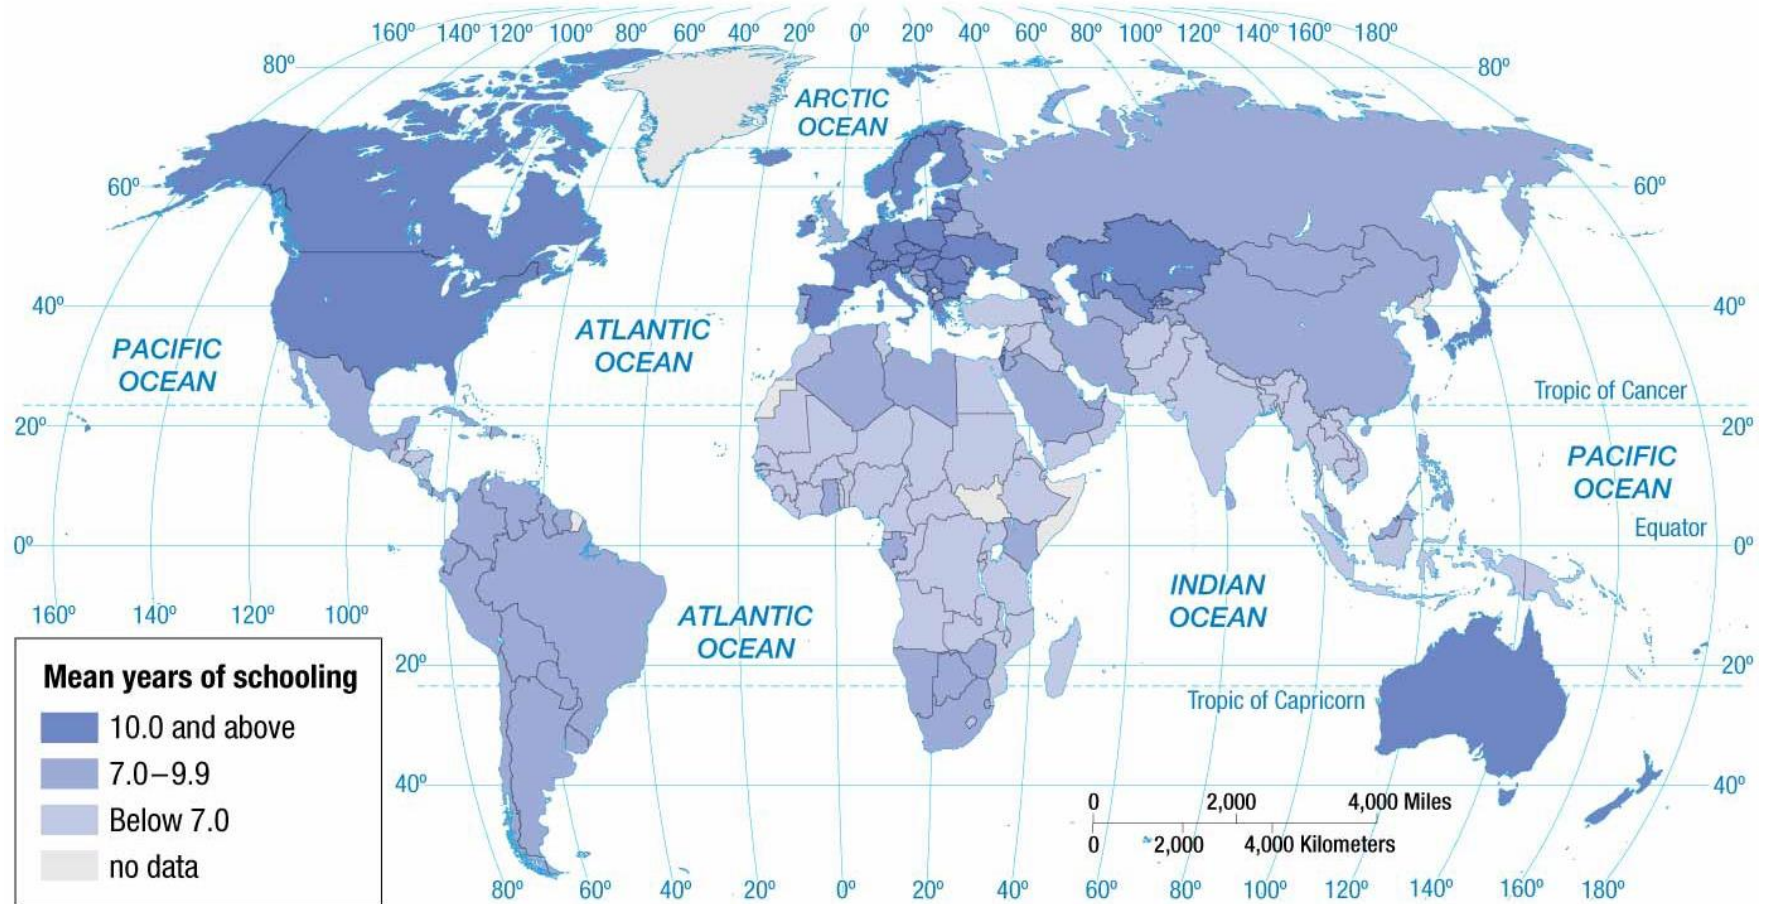 160º 140º 120º 100º 80º 60º 40º 20º 0º 20º 40º 60º 80º 100º 120º 140º 160º 180º
80º 80º
ARCTIC
OCEAN
60º 60º
40º 40º
ATLANTIC
OCEAN
PACIFIC
OCEAN
Tropic of Cancer
20º 20º
PACIFIC
OCEAN
Equator
0º 0º
INDIAN
OCEAN
160º 140º 120º 100º
ATLANTIC
OCEAN
20º 20º
Tropic of Capricorn
Mean years of schooling
10.0 and above
7.0–9.9
Below 7.0
no data
40º 40º
0 2,000 4,000 Miles
0 2,000 4,000 Kilometers
80º 60º 40º 20º 0º 20º 40º 60º 80º 100º 120º 140º 160º 180º